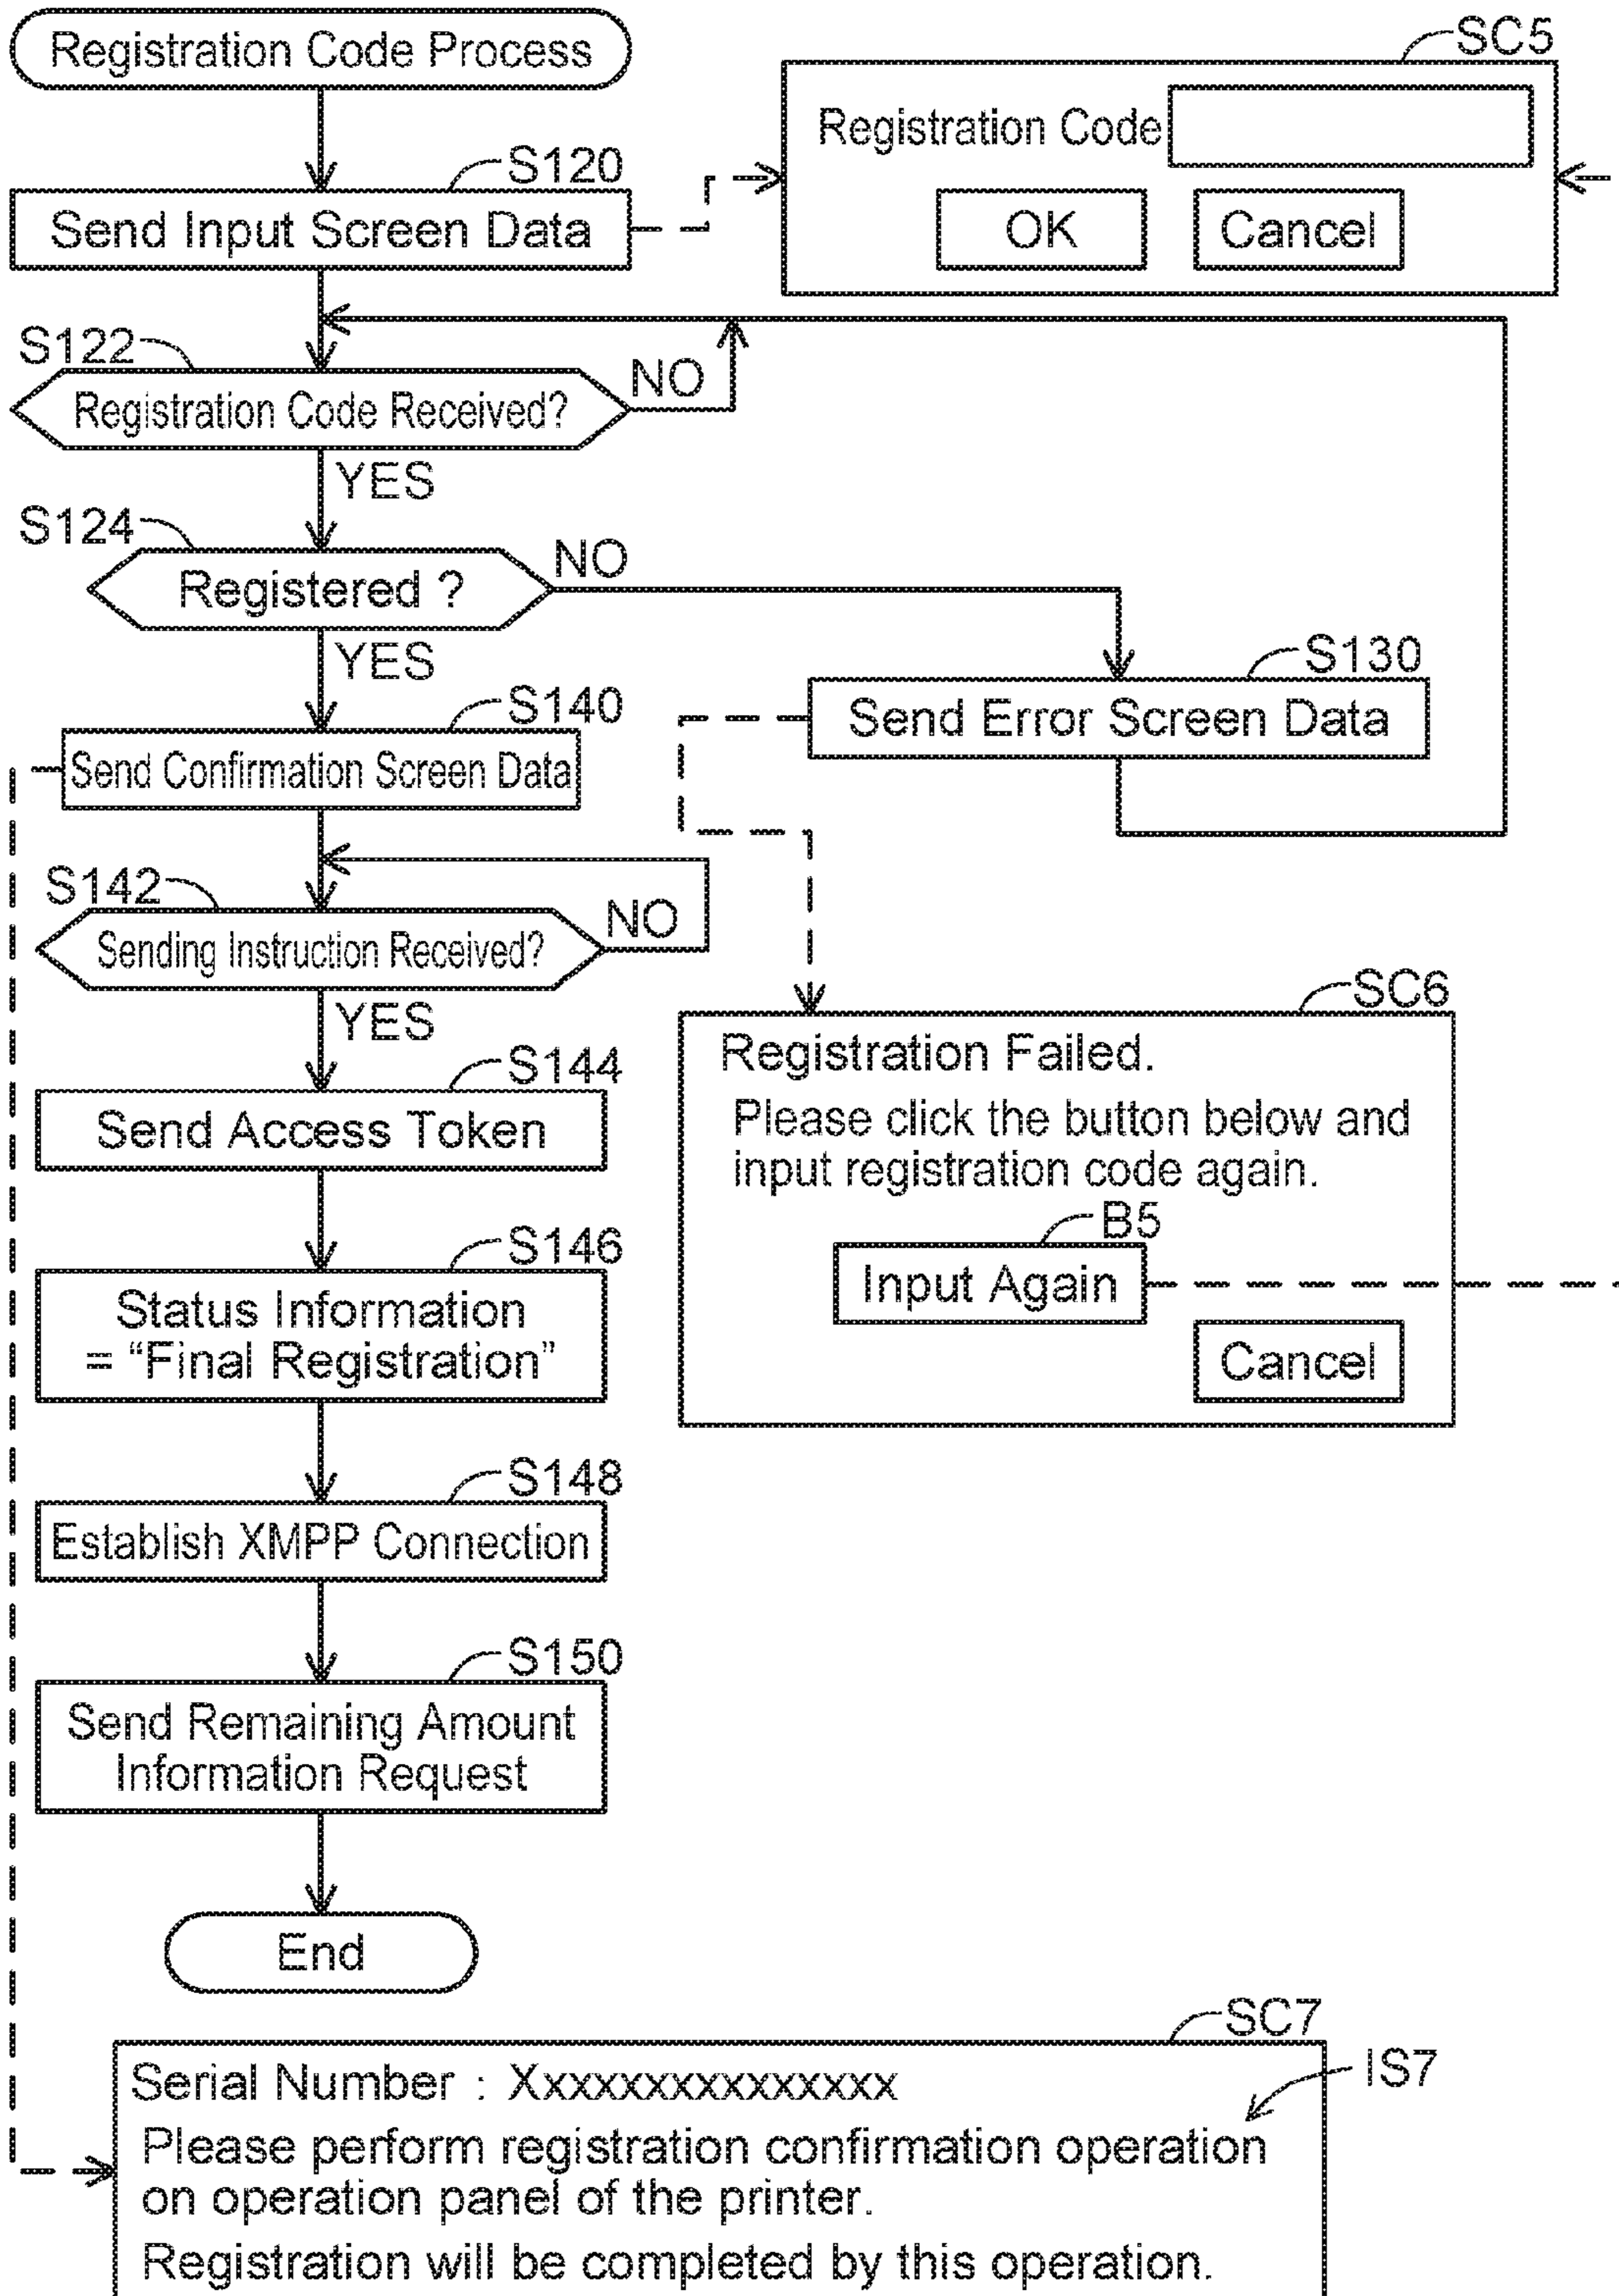 Registration Code Process
SC5
Registration Code
S120
Send Input Screen Data
OK
Cancel
S122
Registration Code Received?
NO
YES
S124
Registered ?
NO
YES
S130
Send Error Screen Data
S140
Send Confirmation Screen Data
S142
Sending Instruction Received?
NO
YES
SC6
Registration Failed.
Please click the button below and
input registration code again.
B5
Input Again
Cancel
S144
Send Access Token
S146
Status Information
= “Final Registration”
S148
Establish XMPP Connection
S150
Send Remaining Amount
Information Request
End
SC7
IS7
Serial Number : Xxxxxxxxxxxxxxx
Please perform registration confirmation operation
on operation panel of the printer.
Registration will be completed by this operation.